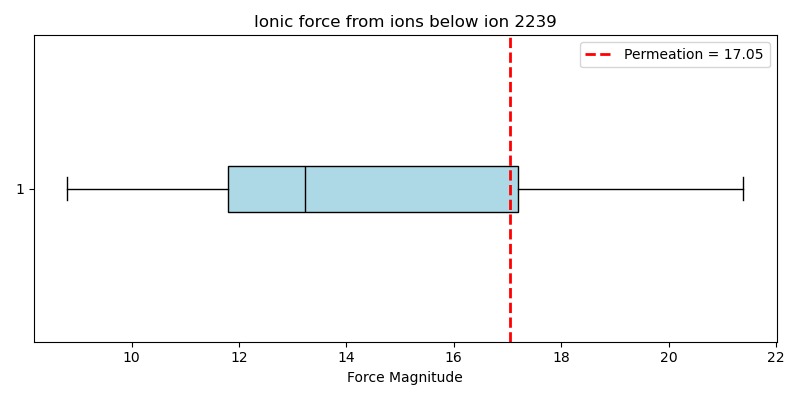 Ionic force from ions below ion 2239
Permeation = 17.05
1
10 12 14 16 18 20 22
Force Magnitude